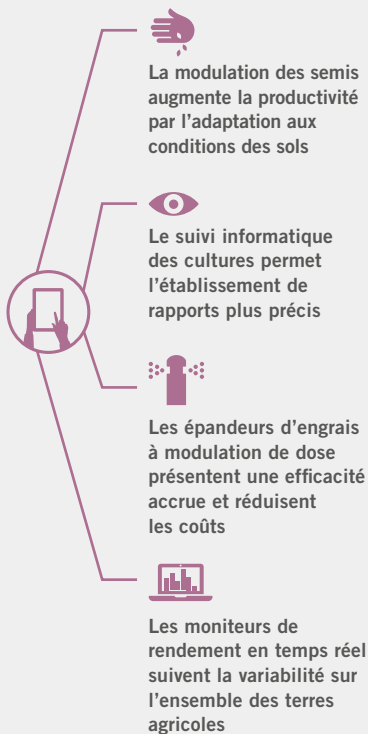 La modulation des semis
augmente la productivité
par l’adaptation aux
conditions des sols
Le suivi informatique
des cultures permet
l’établissement de
rapports plus précis
Les épandeurs d’engrais
à modulation de dose
présentent une efficacité
accrue et réduisent
les coûts
Les moniteurs de
rendement en temps réel
suivent la variabilité sur
l’ensemble des terres
agricoles